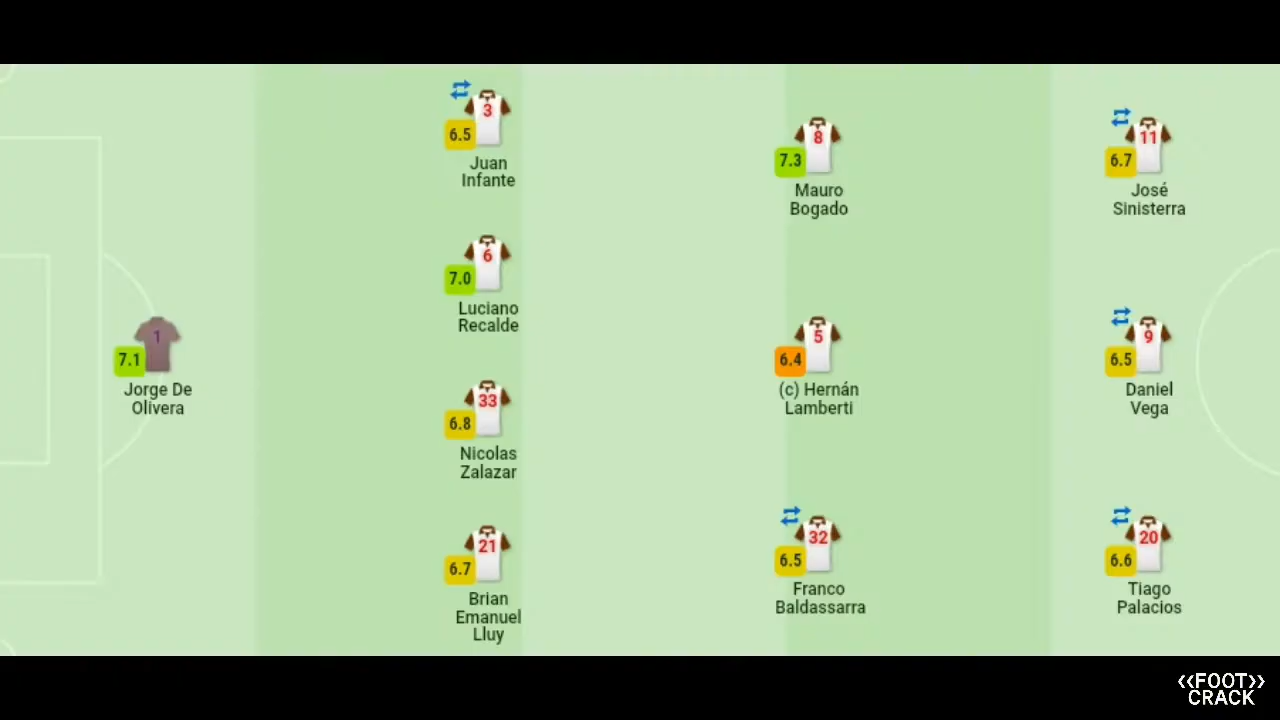 1
7.1
Jorge De
Olivera
3
6.5
Juan
Infante
6
7.0
Luciano
Recalde
33
6.8
Nicolas
Zalazar
21
6.7
Brian
Emanuel
Lluy
8
7.3
Mauro
Bogado
5
6.4
(c) Hernán
Lamberti
32
6.5
Franco
Baldassarra
11
6.7
José
Sinisterra
9
6.5
Daniel
Vega
20
6.6
Tiago
Palacios
‹‹FOOT››
CRACK